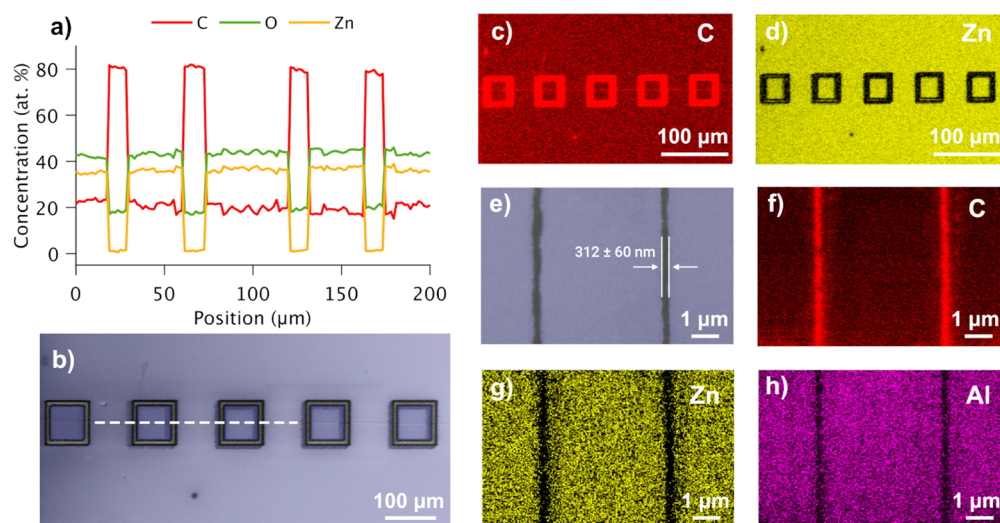 a)
C
O
Zn
Concentration (at. %)
80
60
40
20
0
0
50
100
150
200
Position (μm)
b)
100 μm
c)
C
100 μm
d)
Zn
100 μm
e)
312 ± 60 nm
1 μm
f)
C
1 μm
g)
Zn
1 μm
h)
Al
1 μm